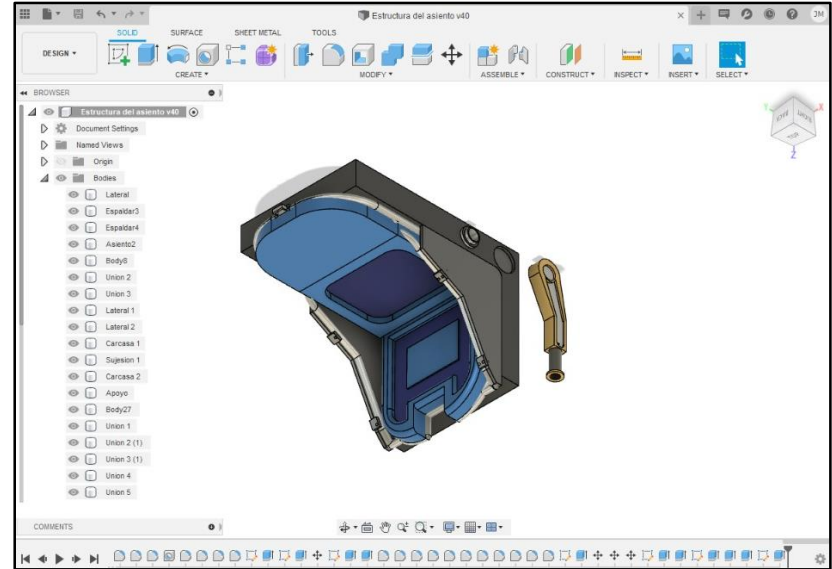 Estructura del asiento v40
JM
SOLID SURFACE SHEET METAL TOOLS
DESIGN
CREATE MODIFY ASSEMBLE CONSTRUCT INSPECT INSERT SELECT
BROWSER
Estructura del asiento v40
Document Settings
Named Views
Origin
Bodies
Lateral
Espaldar3
Espaldar4
Asiento2
Body6
Union 2
Union 3
Lateral 1
Lateral 2
Carcasa 1
Sujesion 1
Carcasa 2
Apoyo
Body27
Union 1
Union 2 (1)
Union 3 (1)
Union 4
Union 5
X
Z
COMMENTS